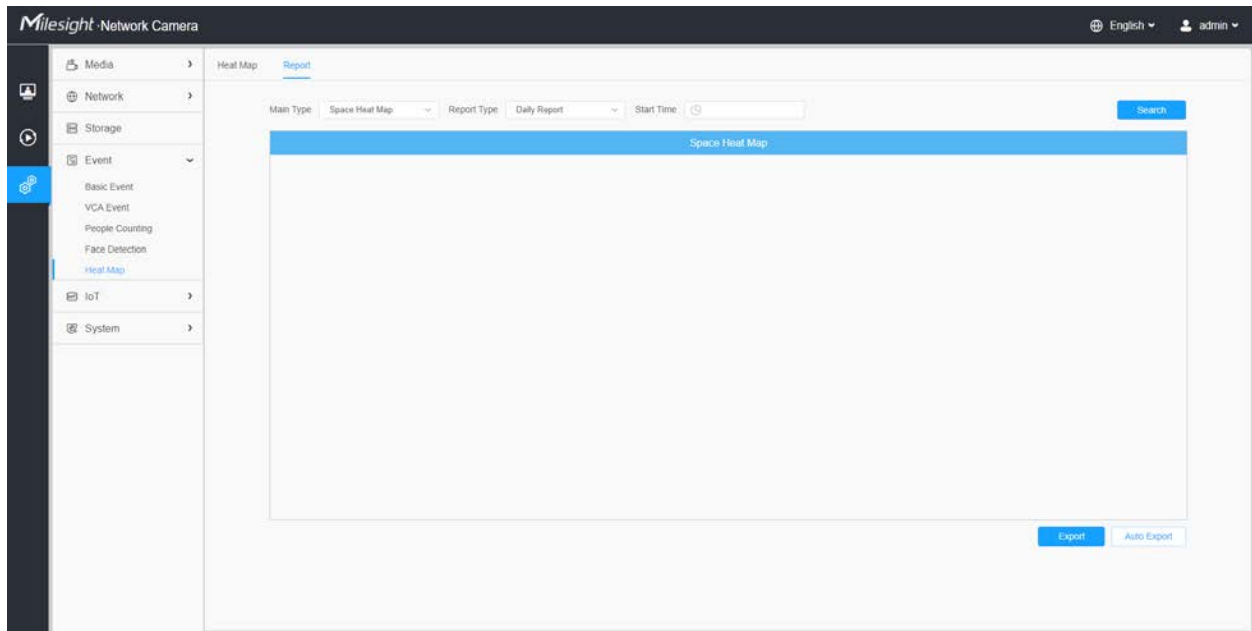 Milesight Network Camera
English
admin
Media
Network
Storage
Event
Basic Event
VCA Event
People Counting
Face Detection
Heat Map
IoT
System
Heat Map Report
Main Type Space Heat Map Report Type Daily Report Start Time Search
Space Heat Map
Export Auto Export